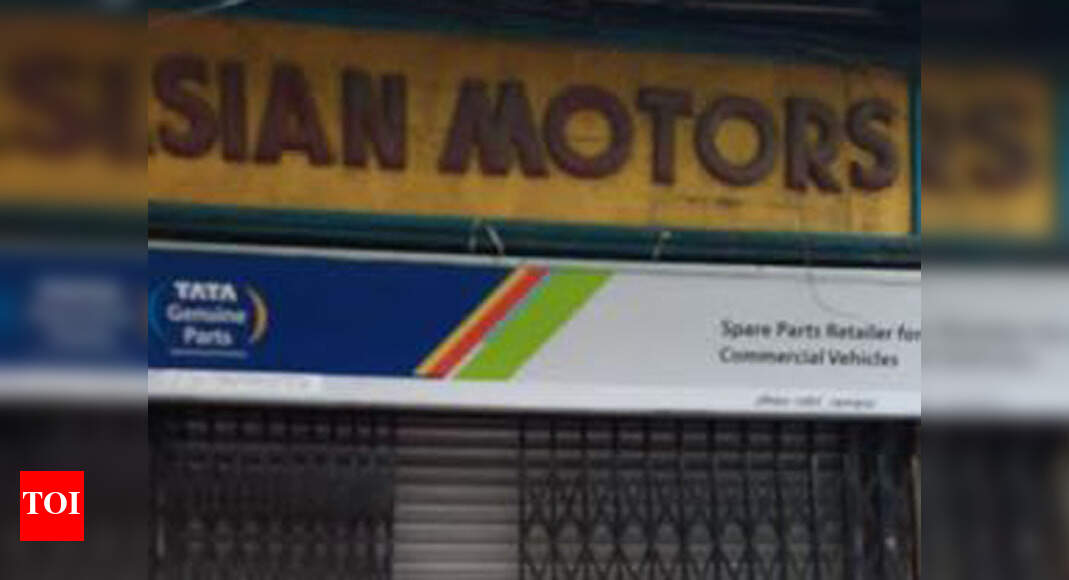 SIAN MOTORS
TATA
Genuine
Parts
Spare Parts Retailer for
Commercial Vehicles
TOI